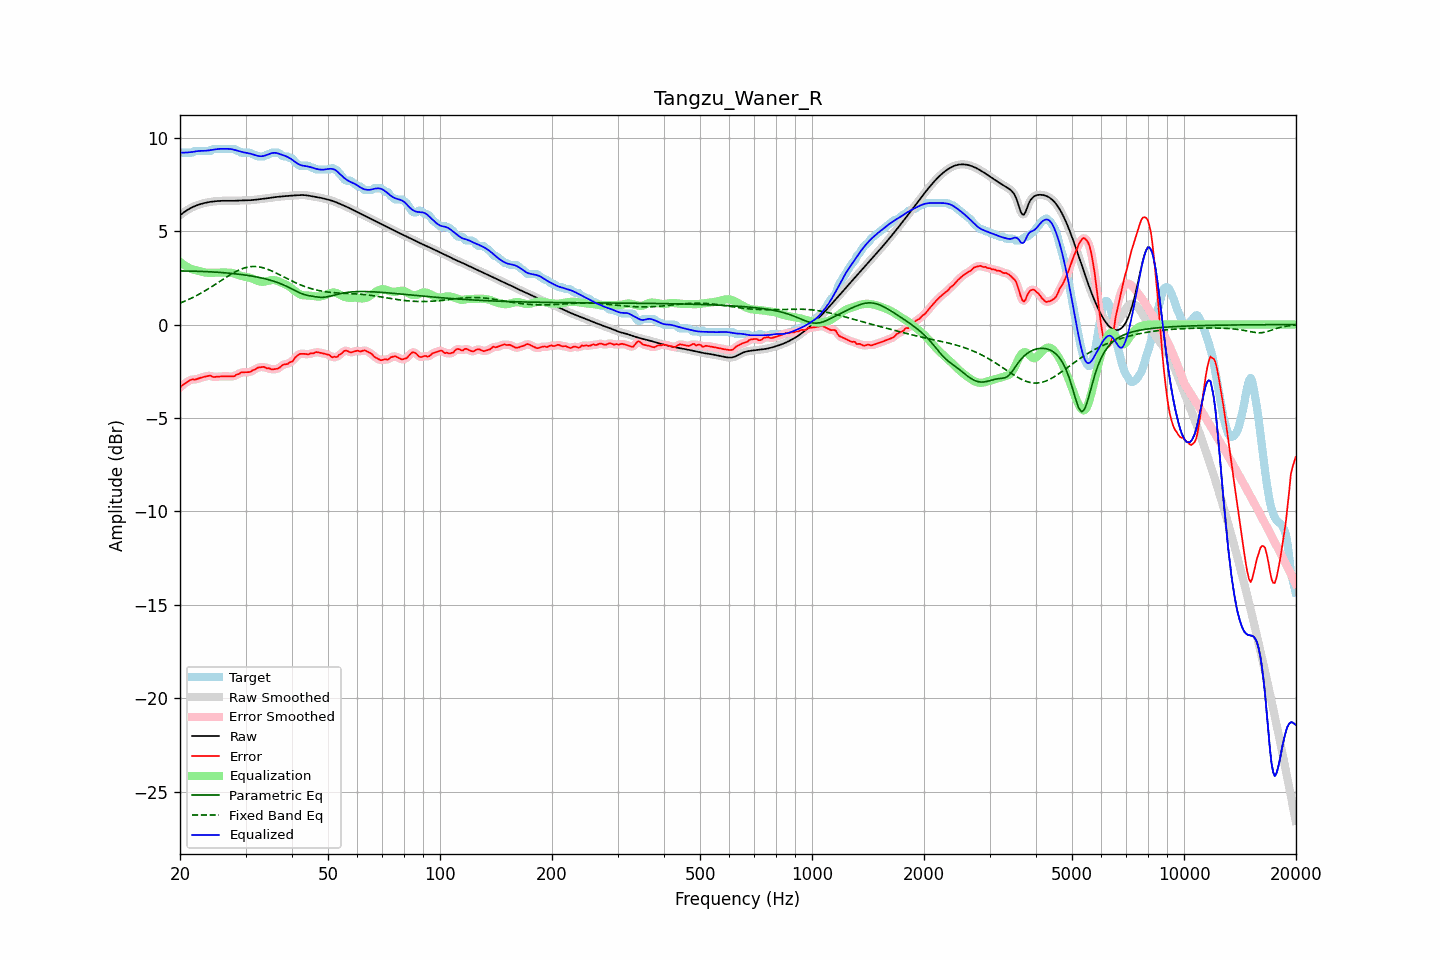 Tangzu_Waner_R
10
5
0
−5
−10
−15
−20
−25
Amplitude (dBr)
Target
Raw Smoothed
Error Smoothed
Raw
Error
Equalization
Parametric Eq
Fixed Band Eq
Equalized
20
50
100
200
500
1000
2000
5000
10000
20000
Frequency (Hz)